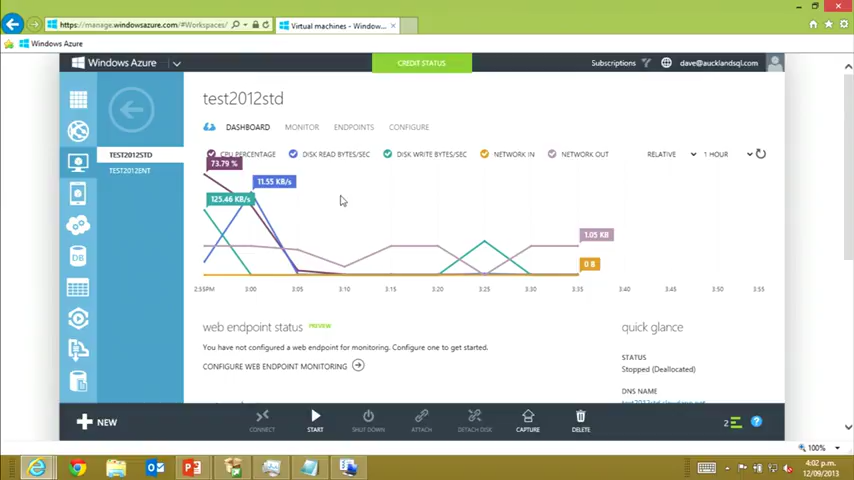 https://manage.windowsazure.com/#Workspaces/
Virtual machines - Window...
Windows Azure
Windows Azure
CREDIT STATUS
Subscriptions
dave@aucklandsql.com
test2012std
DASHBOARD
MONITOR
ENDPOINTS
CONFIGURE
TEST2012STD
TEST2012ENT
CPU PERCENTAGE
DISK READ BYTES/SEC
DISK WRITE BYTES/SEC
NETWORK IN
NETWORK OUT
RELATIVE
1 HOUR
73.79 %
11.55 KB/s
125.46 KB/s
1.05 KB
0 B
2:55PM 3:00 3:05 3:10 3:15 3:20 3:25 3:30 3:35 3:40 3:45 3:50 3:55
web endpoint status PREVIEW
You have not configured a web endpoint for monitoring. Configure one to get started.
CONFIGURE WEB ENDPOINT MONITORING
quick glance
STATUS
Stopped (Deallocated)
DNS NAME
DB
NEW
CONNECT
START
SHUT DOWN
ATTACH
DETACH DISK
CAPTURE
DELETE
2
?
100%
4:02 p.m.
12/09/2013